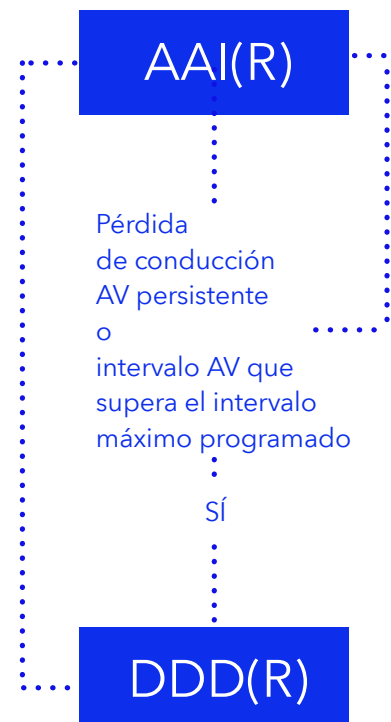 AAI(R)
Pérdida
de conducción
AV persistente
o
intervalo AV que
supera el intervalo
máximo programado
SÍ
DDD(R)